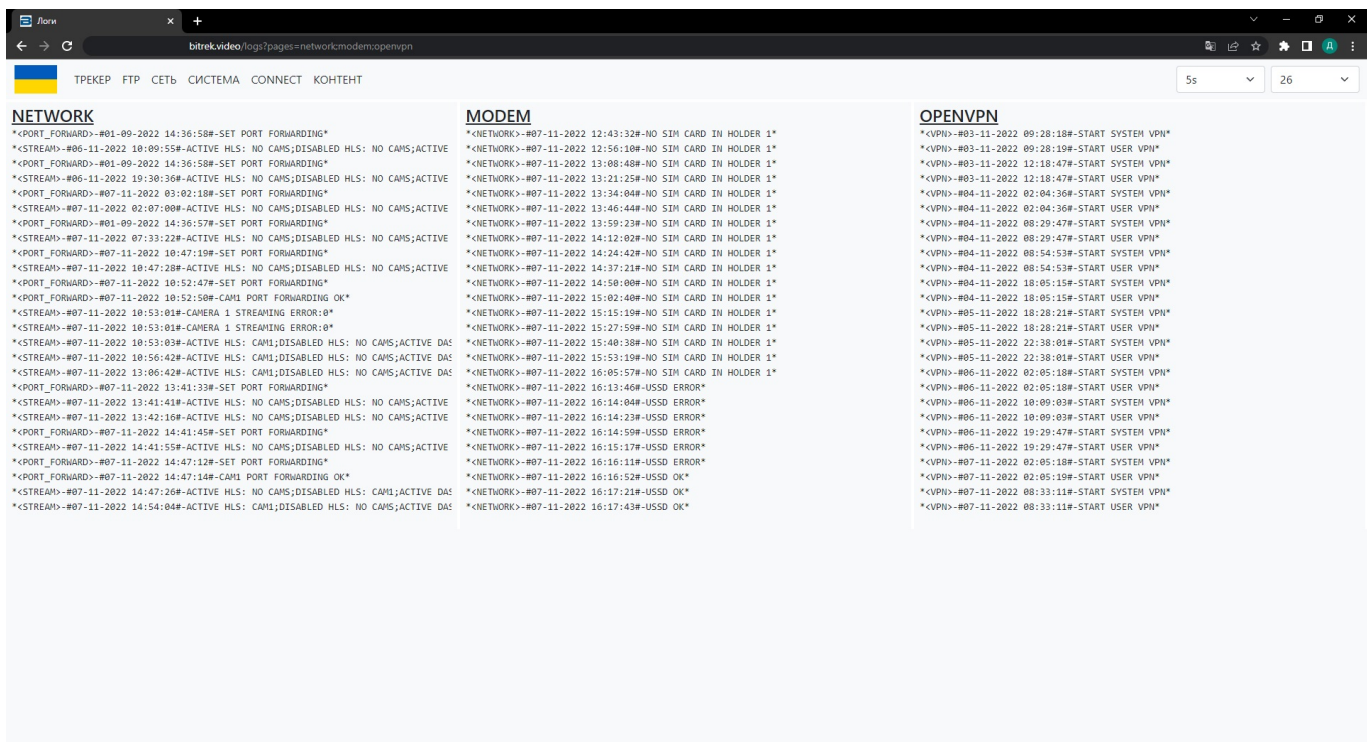 Логи
bitrek.video/logs?pages=network;modem;openvpn
ТРЕКЕР FTP СЕТЬ СИСТЕМА CONNECT КОНТЕНТ
5s
26
NETWORK
*<PORT_FORWARD>-#01-09-2022 14:36:58#-SET PORT FORWARDING*
*<STREAM>-#06-11-2022 10:09:55#-ACTIVE HLS: NO CAMS;DISABLED HLS: NO CAMS;ACTIVE
*<PORT_FORWARD>-#01-09-2022 14:36:58#-SET PORT FORWARDING*
*<STREAM>-#06-11-2022 19:30:36#-ACTIVE HLS: NO CAMS;DISABLED HLS: NO CAMS;ACTIVE
*<PORT_FORWARD>-#07-11-2022 03:02:18#-SET PORT FORWARDING*
*<STREAM>-#07-11-2022 02:07:00#-ACTIVE HLS: NO CAMS;DISABLED HLS: NO CAMS;ACTIVE
*<PORT_FORWARD>-#01-09-2022 14:36:57#-SET PORT FORWARDING*
*<STREAM>-#07-11-2022 07:33:22#-ACTIVE HLS: NO CAMS;DISABLED HLS: NO CAMS;ACTIVE
*<PORT_FORWARD>-#07-11-2022 10:47:19#-SET PORT FORWARDING*
*<STREAM>-#07-11-2022 10:47:28#-ACTIVE HLS: NO CAMS;DISABLED HLS: NO CAMS;ACTIVE
*<PORT_FORWARD>-#07-11-2022 10:52:47#-SET PORT FORWARDING*
*<PORT_FORWARD>-#07-11-2022 10:52:50#-CAM1 PORT FORWARDING OK*
*<STREAM>-#07-11-2022 10:53:01#-CAMERA 1 STREAMING ERROR:0*
*<STREAM>-#07-11-2022 10:53:01#-CAMERA 1 STREAMING ERROR:0*
*<STREAM>-#07-11-2022 10:53:03#-ACTIVE HLS: CAM1;DISABLED HLS: NO CAMS;ACTIVE DAS
*<STREAM>-#07-11-2022 10:56:42#-ACTIVE HLS: CAM1;DISABLED HLS: NO CAMS;ACTIVE DAS
*<STREAM>-#07-11-2022 13:06:42#-ACTIVE HLS: CAM1;DISABLED HLS: NO CAMS;ACTIVE DAS
*<PORT_FORWARD>-#07-11-2022 13:41:33#-SET PORT FORWARDING*
*<STREAM>-#07-11-2022 13:41:41#-ACTIVE HLS: NO CAMS;DISABLED HLS: NO CAMS;ACTIVE
*<STREAM>-#07-11-2022 13:42:16#-ACTIVE HLS: NO CAMS;DISABLED HLS: NO CAMS;ACTIVE
*<PORT_FORWARD>-#07-11-2022 14:41:45#-SET PORT FORWARDING*
*<STREAM>-#07-11-2022 14:41:55#-ACTIVE HLS: NO CAMS;DISABLED HLS: NO CAMS;ACTIVE
*<PORT_FORWARD>-#07-11-2022 14:47:12#-SET PORT FORWARDING*
*<PORT_FORWARD>-#07-11-2022 14:47:14#-CAM1 PORT FORWARDING OK*
*<STREAM>-#07-11-2022 14:47:26#-ACTIVE HLS: NO CAMS;DISABLED HLS: CAM1;ACTIVE DAS
*<STREAM>-#07-11-2022 14:54:04#-ACTIVE HLS: CAM1;DISABLED HLS: NO CAMS;ACTIVE DAS
MODEM
*<NETWORK>-#07-11-2022 12:43:32#-NO SIM CARD IN HOLDER 1*
*<NETWORK>-#07-11-2022 12:56:10#-NO SIM CARD IN HOLDER 1*
*<NETWORK>-#07-11-2022 13:08:48#-NO SIM CARD IN HOLDER 1*
*<NETWORK>-#07-11-2022 13:21:25#-NO SIM CARD IN HOLDER 1*
*<NETWORK>-#07-11-2022 13:34:04#-NO SIM CARD IN HOLDER 1*
*<NETWORK>-#07-11-2022 13:46:44#-NO SIM CARD IN HOLDER 1*
*<NETWORK>-#07-11-2022 13:59:23#-NO SIM CARD IN HOLDER 1*
*<NETWORK>-#07-11-2022 14:12:02#-NO SIM CARD IN HOLDER 1*
*<NETWORK>-#07-11-2022 14:24:42#-NO SIM CARD IN HOLDER 1*
*<NETWORK>-#07-11-2022 14:37:21#-NO SIM CARD IN HOLDER 1*
*<NETWORK>-#07-11-2022 14:50:00#-NO SIM CARD IN HOLDER 1*
*<NETWORK>-#07-11-2022 15:02:40#-NO SIM CARD IN HOLDER 1*
*<NETWORK>-#07-11-2022 15:15:19#-NO SIM CARD IN HOLDER 1*
*<NETWORK>-#07-11-2022 15:27:59#-NO SIM CARD IN HOLDER 1*
*<NETWORK>-#07-11-2022 15:40:38#-NO SIM CARD IN HOLDER 1*
*<NETWORK>-#07-11-2022 15:53:19#-NO SIM CARD IN HOLDER 1*
*<NETWORK>-#07-11-2022 16:05:57#-NO SIM CARD IN HOLDER 1*
*<NETWORK>-#07-11-2022 16:13:46#-USSD ERROR*
*<NETWORK>-#07-11-2022 16:14:04#-USSD ERROR*
*<NETWORK>-#07-11-2022 16:14:23#-USSD ERROR*
*<NETWORK>-#07-11-2022 16:14:59#-USSD ERROR*
*<NETWORK>-#07-11-2022 16:15:17#-USSD ERROR*
*<NETWORK>-#07-11-2022 16:16:11#-USSD ERROR*
*<NETWORK>-#07-11-2022 16:16:52#-USSD OK*
*<NETWORK>-#07-11-2022 16:17:21#-USSD OK*
*<NETWORK>-#07-11-2022 16:17:43#-USSD OK*
OPENVPN
*<VPN>-#03-11-2022 09:28:18#-START SYSTEM VPN*
*<VPN>-#03-11-2022 09:28:19#-START USER VPN*
*<VPN>-#03-11-2022 12:18:47#-START SYSTEM VPN*
*<VPN>-#03-11-2022 12:18:47#-START USER VPN*
*<VPN>-#04-11-2022 02:04:36#-START SYSTEM VPN*
*<VPN>-#04-11-2022 02:04:36#-START USER VPN*
*<VPN>-#04-11-2022 08:29:47#-START SYSTEM VPN*
*<VPN>-#04-11-2022 08:29:47#-START USER VPN*
*<VPN>-#04-11-2022 08:54:53#-START SYSTEM VPN*
*<VPN>-#04-11-2022 08:54:53#-START USER VPN*
*<VPN>-#04-11-2022 18:05:15#-START SYSTEM VPN*
*<VPN>-#04-11-2022 18:05:15#-START USER VPN*
*<VPN>-#05-11-2022 18:28:21#-START SYSTEM VPN*
*<VPN>-#05-11-2022 18:28:21#-START USER VPN*
*<VPN>-#05-11-2022 22:38:01#-START SYSTEM VPN*
*<VPN>-#05-11-2022 22:38:01#-START USER VPN*
*<VPN>-#06-11-2022 02:05:18#-START SYSTEM VPN*
*<VPN>-#06-11-2022 02:05:18#-START USER VPN*
*<VPN>-#06-11-2022 10:09:03#-START SYSTEM VPN*
*<VPN>-#06-11-2022 10:09:03#-START USER VPN*
*<VPN>-#06-11-2022 19:29:47#-START SYSTEM VPN*
*<VPN>-#06-11-2022 19:29:47#-START USER VPN*
*<VPN>-#07-11-2022 02:05:18#-START SYSTEM VPN*
*<VPN>-#07-11-2022 02:05:19#-START USER VPN*
*<VPN>-#07-11-2022 08:33:11#-START SYSTEM VPN*
*<VPN>-#07-11-2022 08:33:11#-START USER VPN*